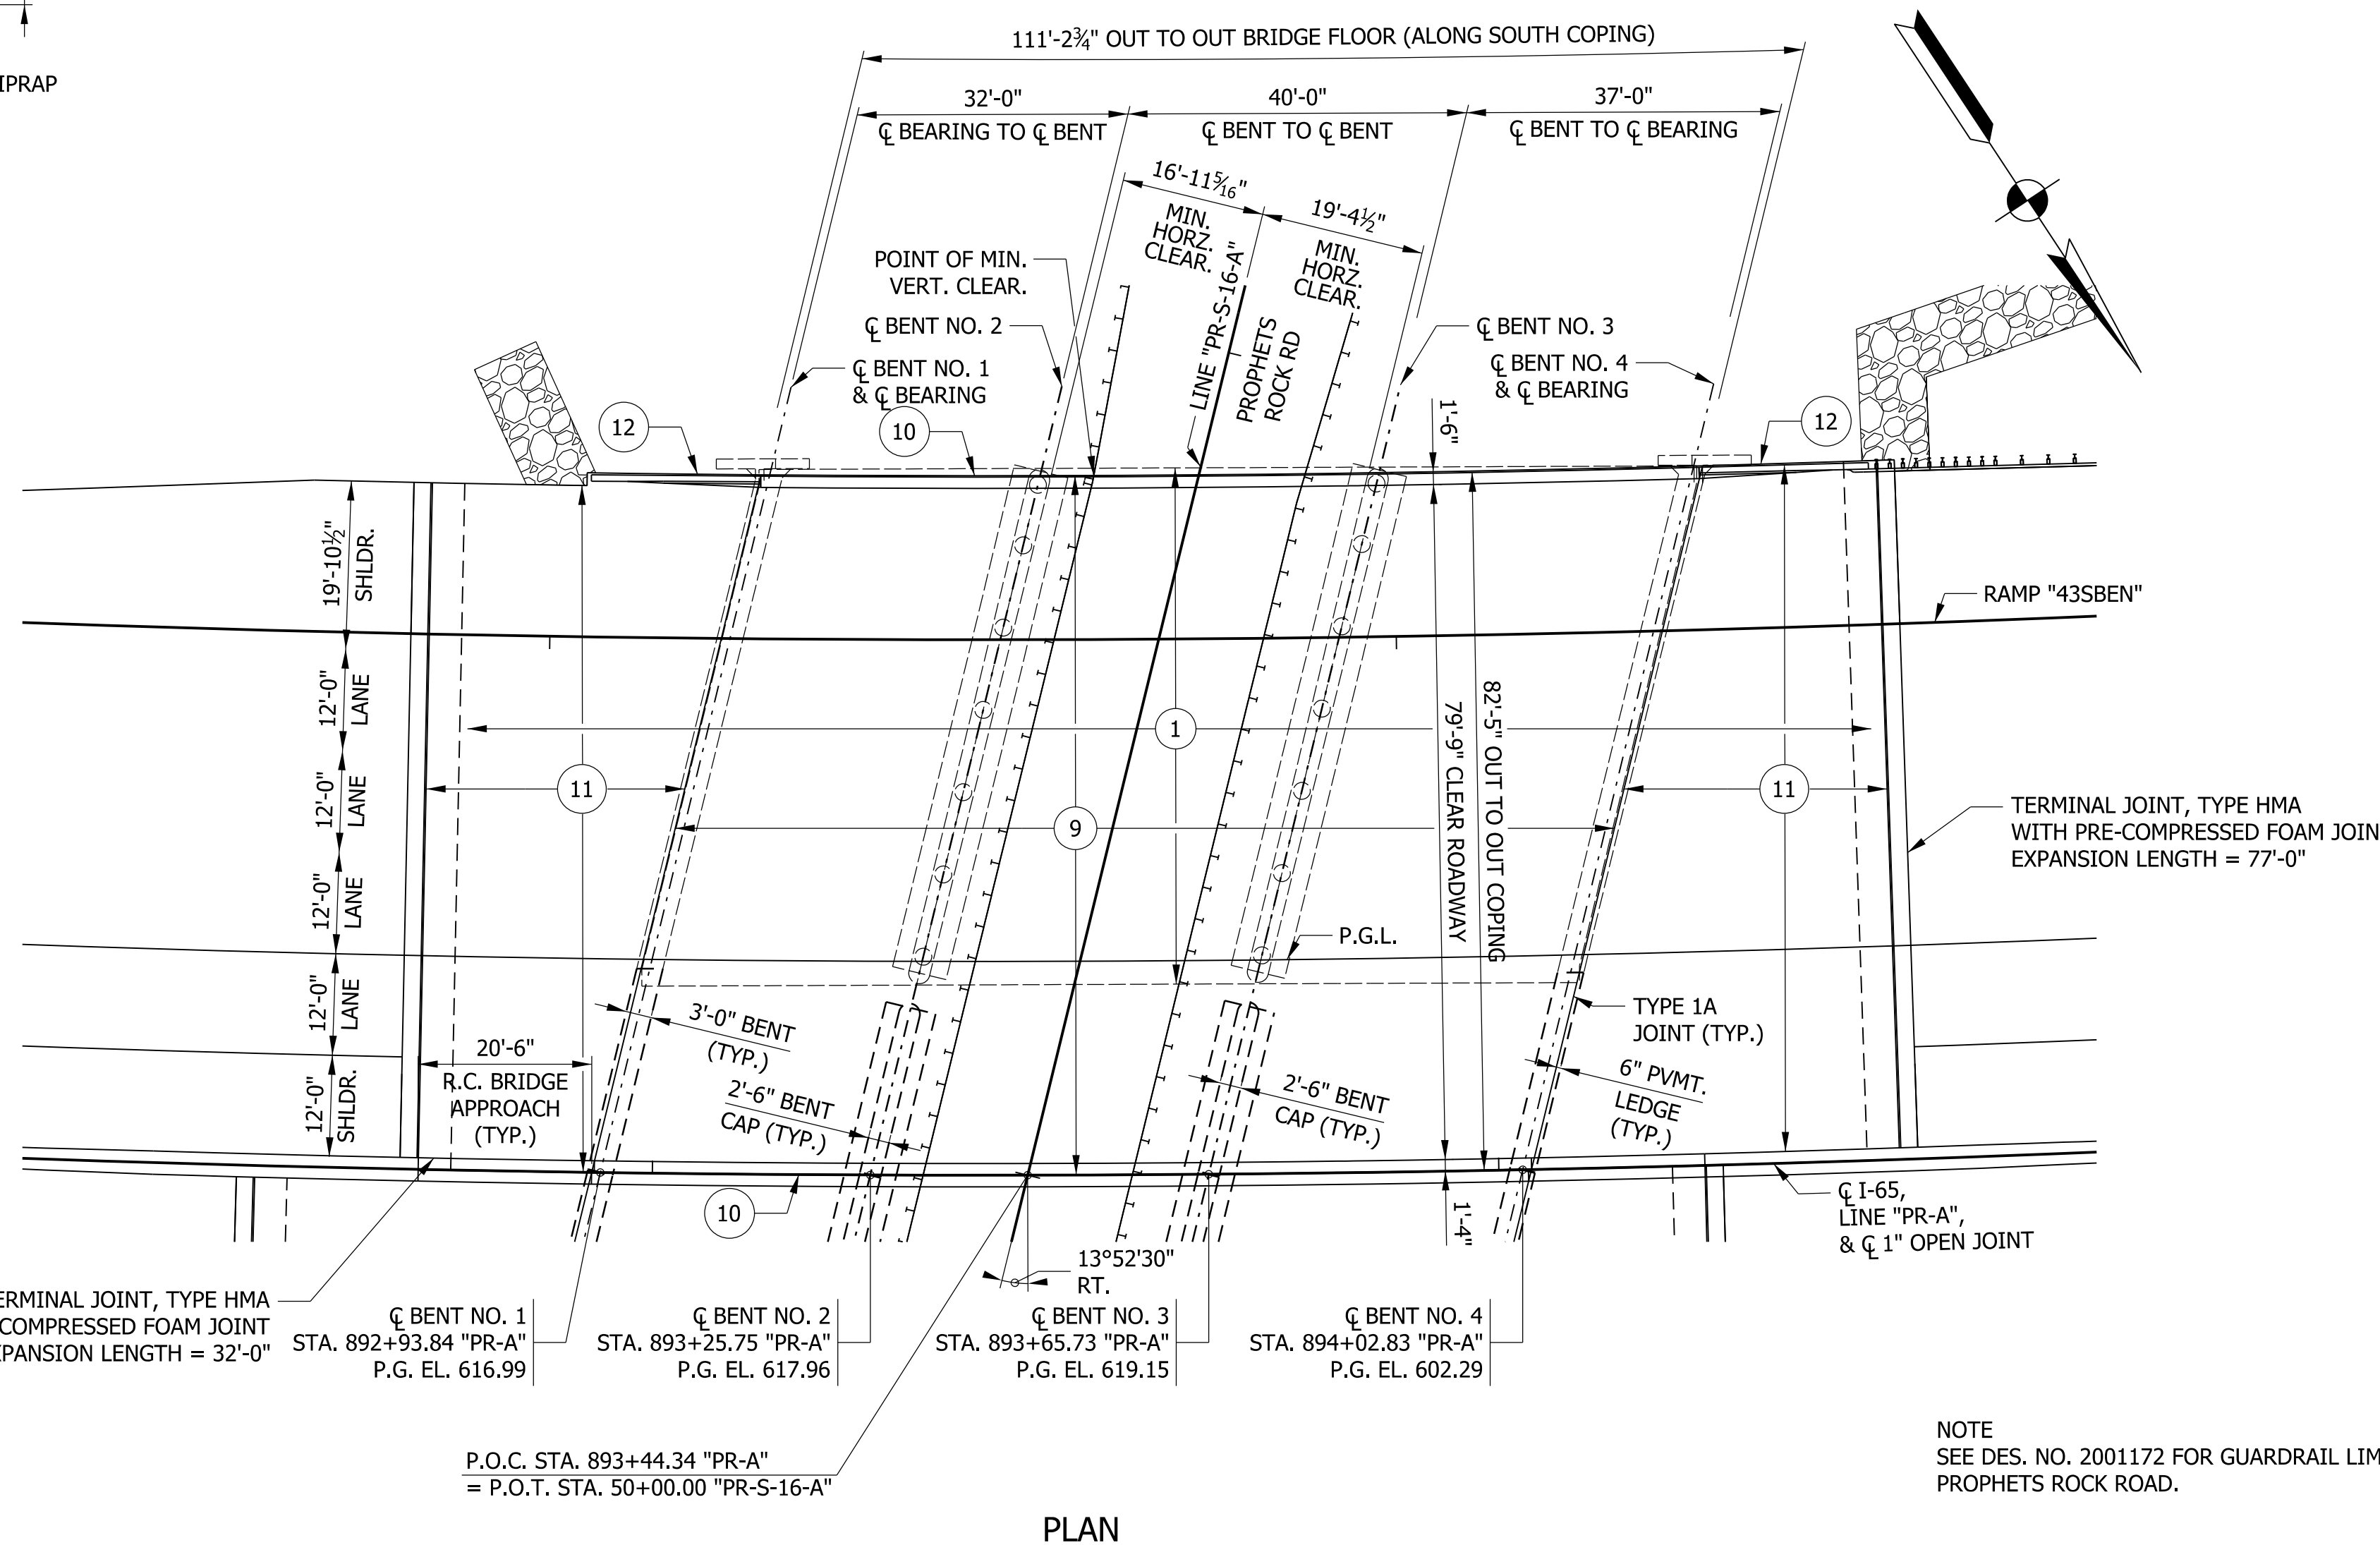 IPRAP
111'-2¾" OUT TO OUT BRIDGE FLOOR (ALONG SOUTH COPING)
32'-0"
℄ BEARING TO ℄ BENT
40'-0"
℄ BENT TO ℄ BENT
37'-0"
℄ BENT TO ℄ BEARING
16'-11 5/16"
MIN.
HORZ.
CLEAR.
19'-4½"
MIN.
HORZ.
CLEAR.
LINE "PR-S-16-A"
PROPHETS
ROCK RD
POINT OF MIN.
VERT. CLEAR.
℄ BENT NO. 2
℄ BENT NO. 1
& ℄ BEARING
℄ BENT NO. 3
℄ BENT NO. 4
& ℄ BEARING
1'-6"
12
10
12
19'-10½"
SHLDR.
12'-0"
LANE
12'-0"
LANE
12'-0"
LANE
12'-0"
LANE
12'-0"
SHLDR.
RAMP "43SBEN"
1
11
9
11
79'-9" CLEAR ROADWAY
82'-5" OUT TO OUT COPING
TERMINAL JOINT, TYPE HMA
WITH PRE-COMPRESSED FOAM JOIN
EXPANSION LENGTH = 77'-0"
P.G.L.
TYPE 1A
JOINT (TYP.)
3'-0" BENT
(TYP.)
20'-6"
R.C. BRIDGE
APPROACH
(TYP.)
2'-6" BENT
CAP (TYP.)
2'-6" BENT
CAP (TYP.)
6" PVMT.
LEDGE
(TYP.)
10
1'-4"
℄ I-65,
LINE "PR-A",
& ℄ 1" OPEN JOINT
13°52'30"
RT.
ERMINAL JOINT, TYPE HMA
COMPRESSED FOAM JOINT
PANSION LENGTH = 32'-0"
℄ BENT NO. 1
STA. 892+93.84 "PR-A"
P.G. EL. 616.99
℄ BENT NO. 2
STA. 893+25.75 "PR-A"
P.G. EL. 617.96
℄ BENT NO. 3
STA. 893+65.73 "PR-A"
P.G. EL. 619.15
℄ BENT NO. 4
STA. 894+02.83 "PR-A"
P.G. EL. 602.29
P.O.C. STA. 893+44.34 "PR-A"
= P.O.T. STA. 50+00.00 "PR-S-16-A"
NOTE
SEE DES. NO. 2001172 FOR GUARDRAIL LIM
PROPHETS ROCK ROAD.
PLAN